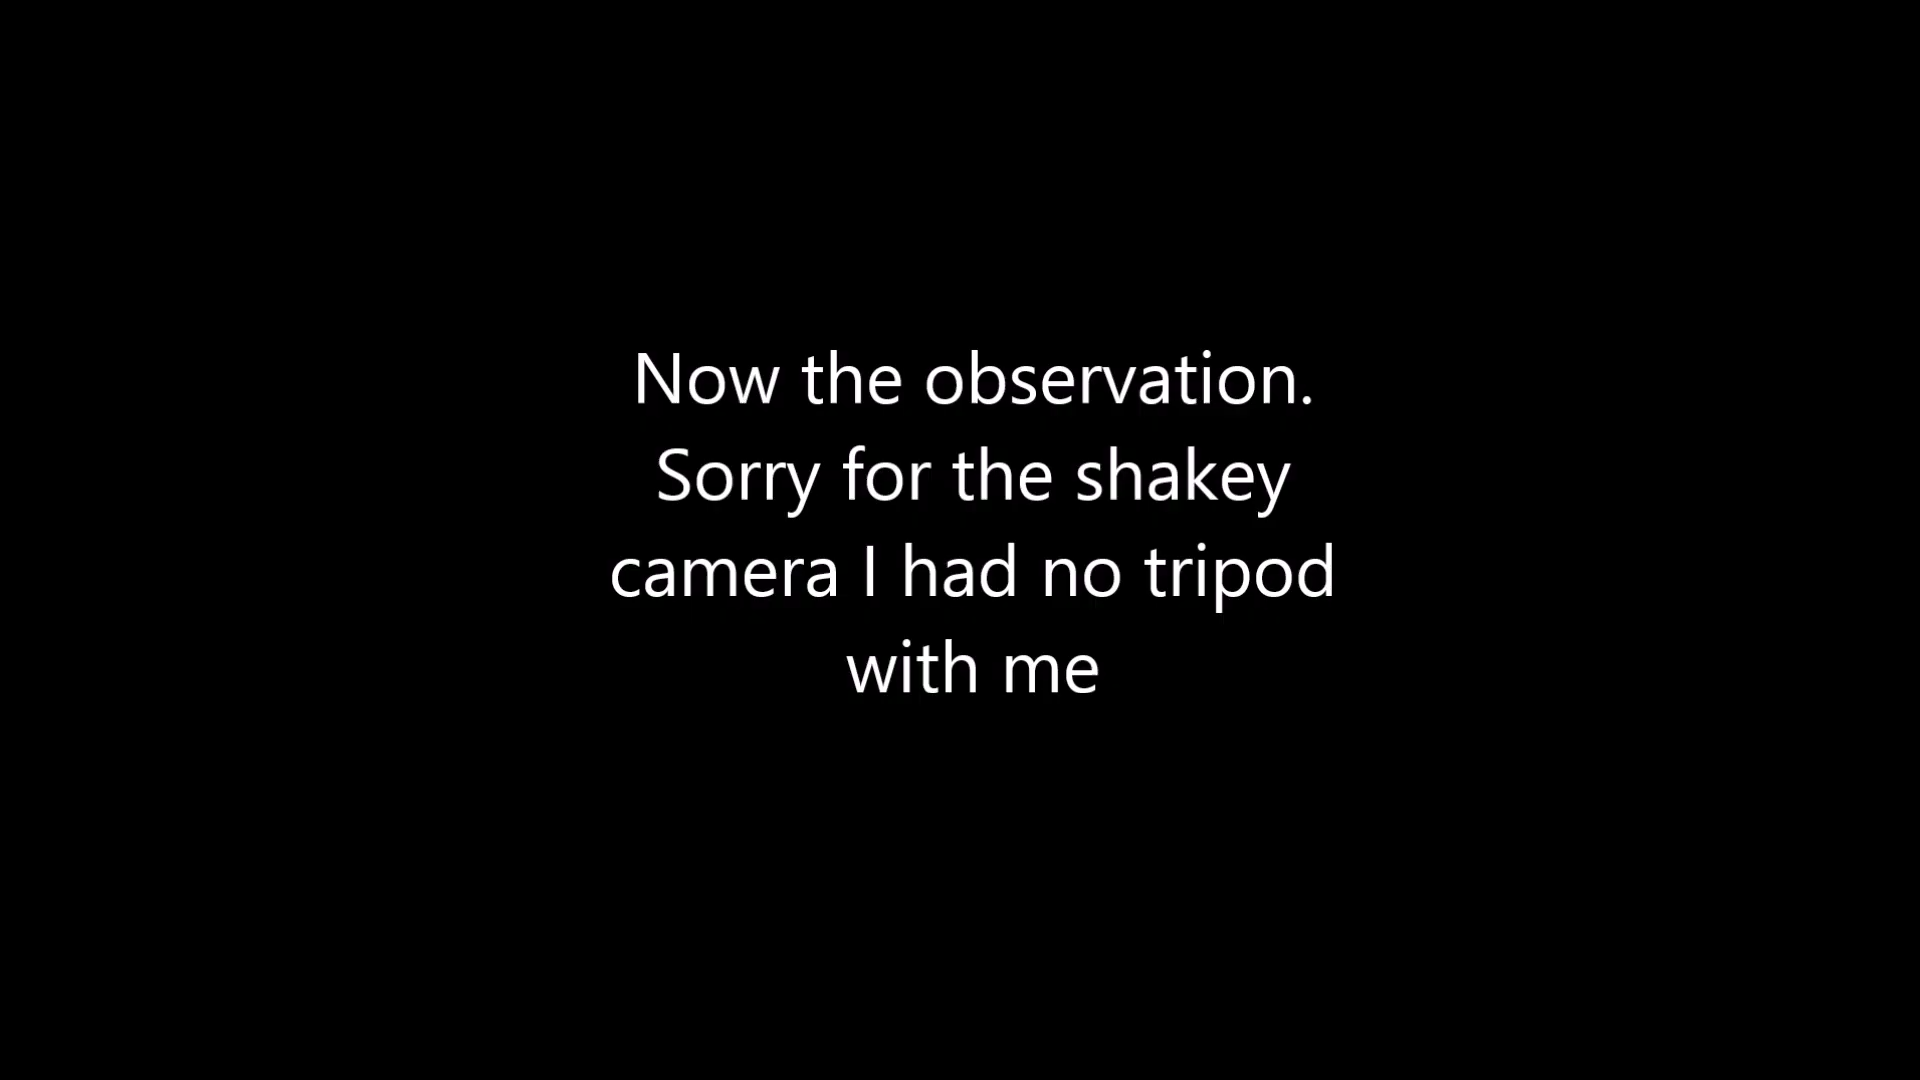 Now the observation.
Sorry for the shakey
camera I had no tripod
with me